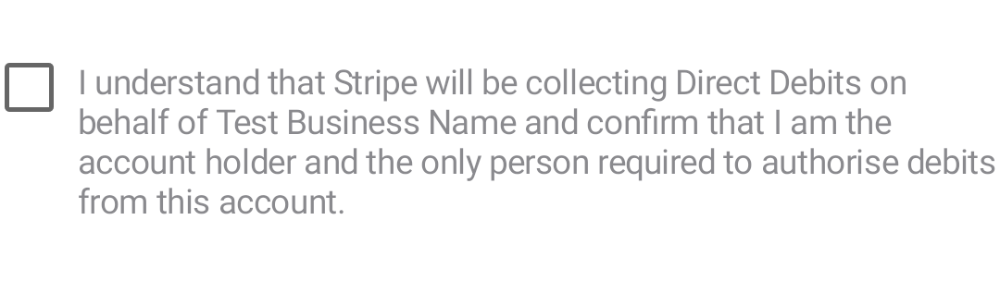 I understand that Stripe will be collecting Direct Debits on
behalf of Test Business Name and confirm that I am the
account holder and the only person required to authorise debits
from this account.